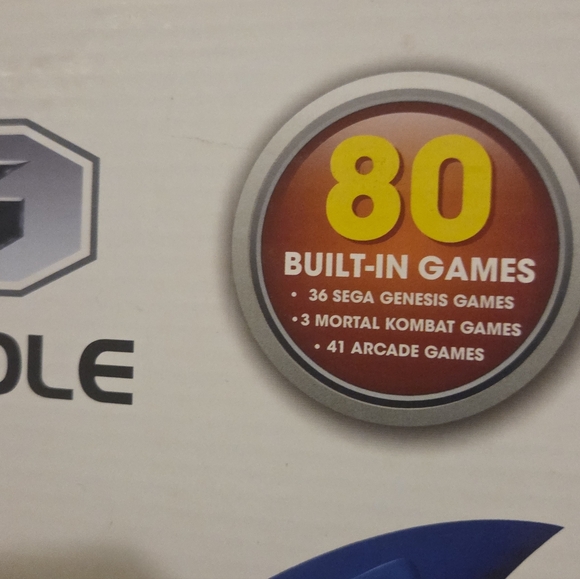 80
BUILT-IN GAMES
• 36 SEGA GENESIS GAMES
• 3 MORTAL KOMBAT GAMES
• 41 ARCADE GAMES
OLE